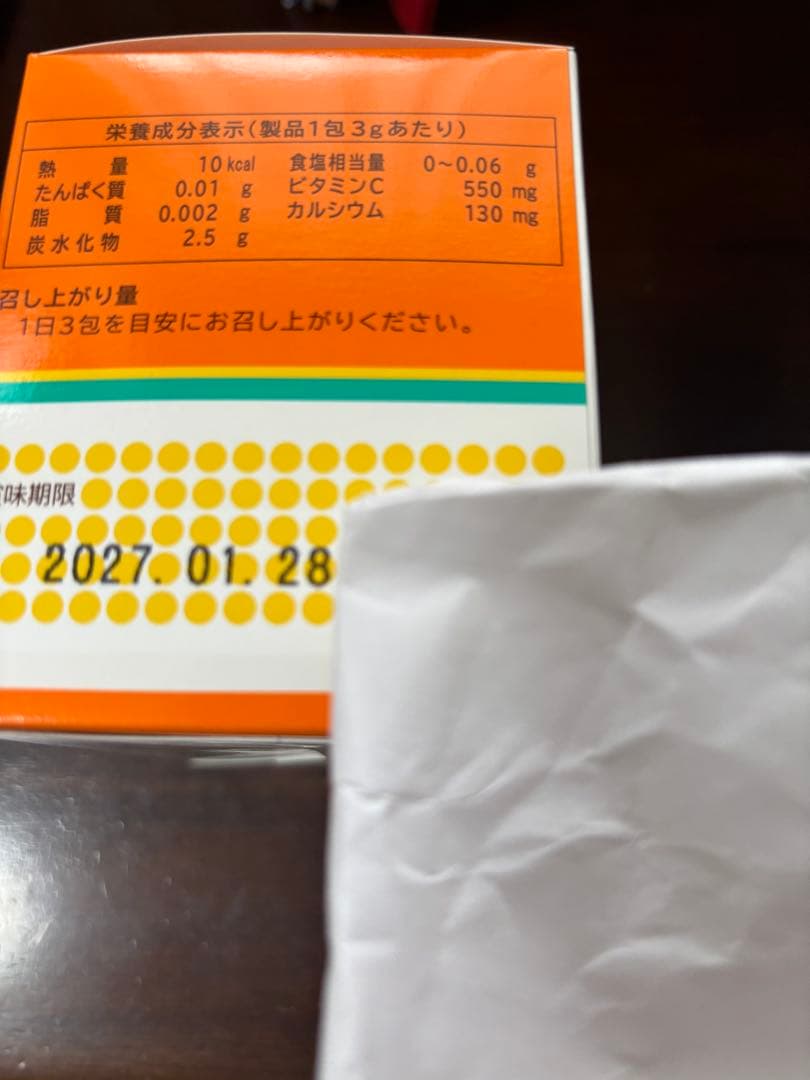 栄養成分表示(製品1包3gあたり)
熱量 10kcal 食塩相当量 0~0.06 g
たんぱく質 0.01 g ビタミンC 550 mg
脂質 0.002 g カルシウム 130 mg
炭水化物 2.5 g
召し上がり量
1日3包を目安にお召し上がりください。
味期限
2027.01.28